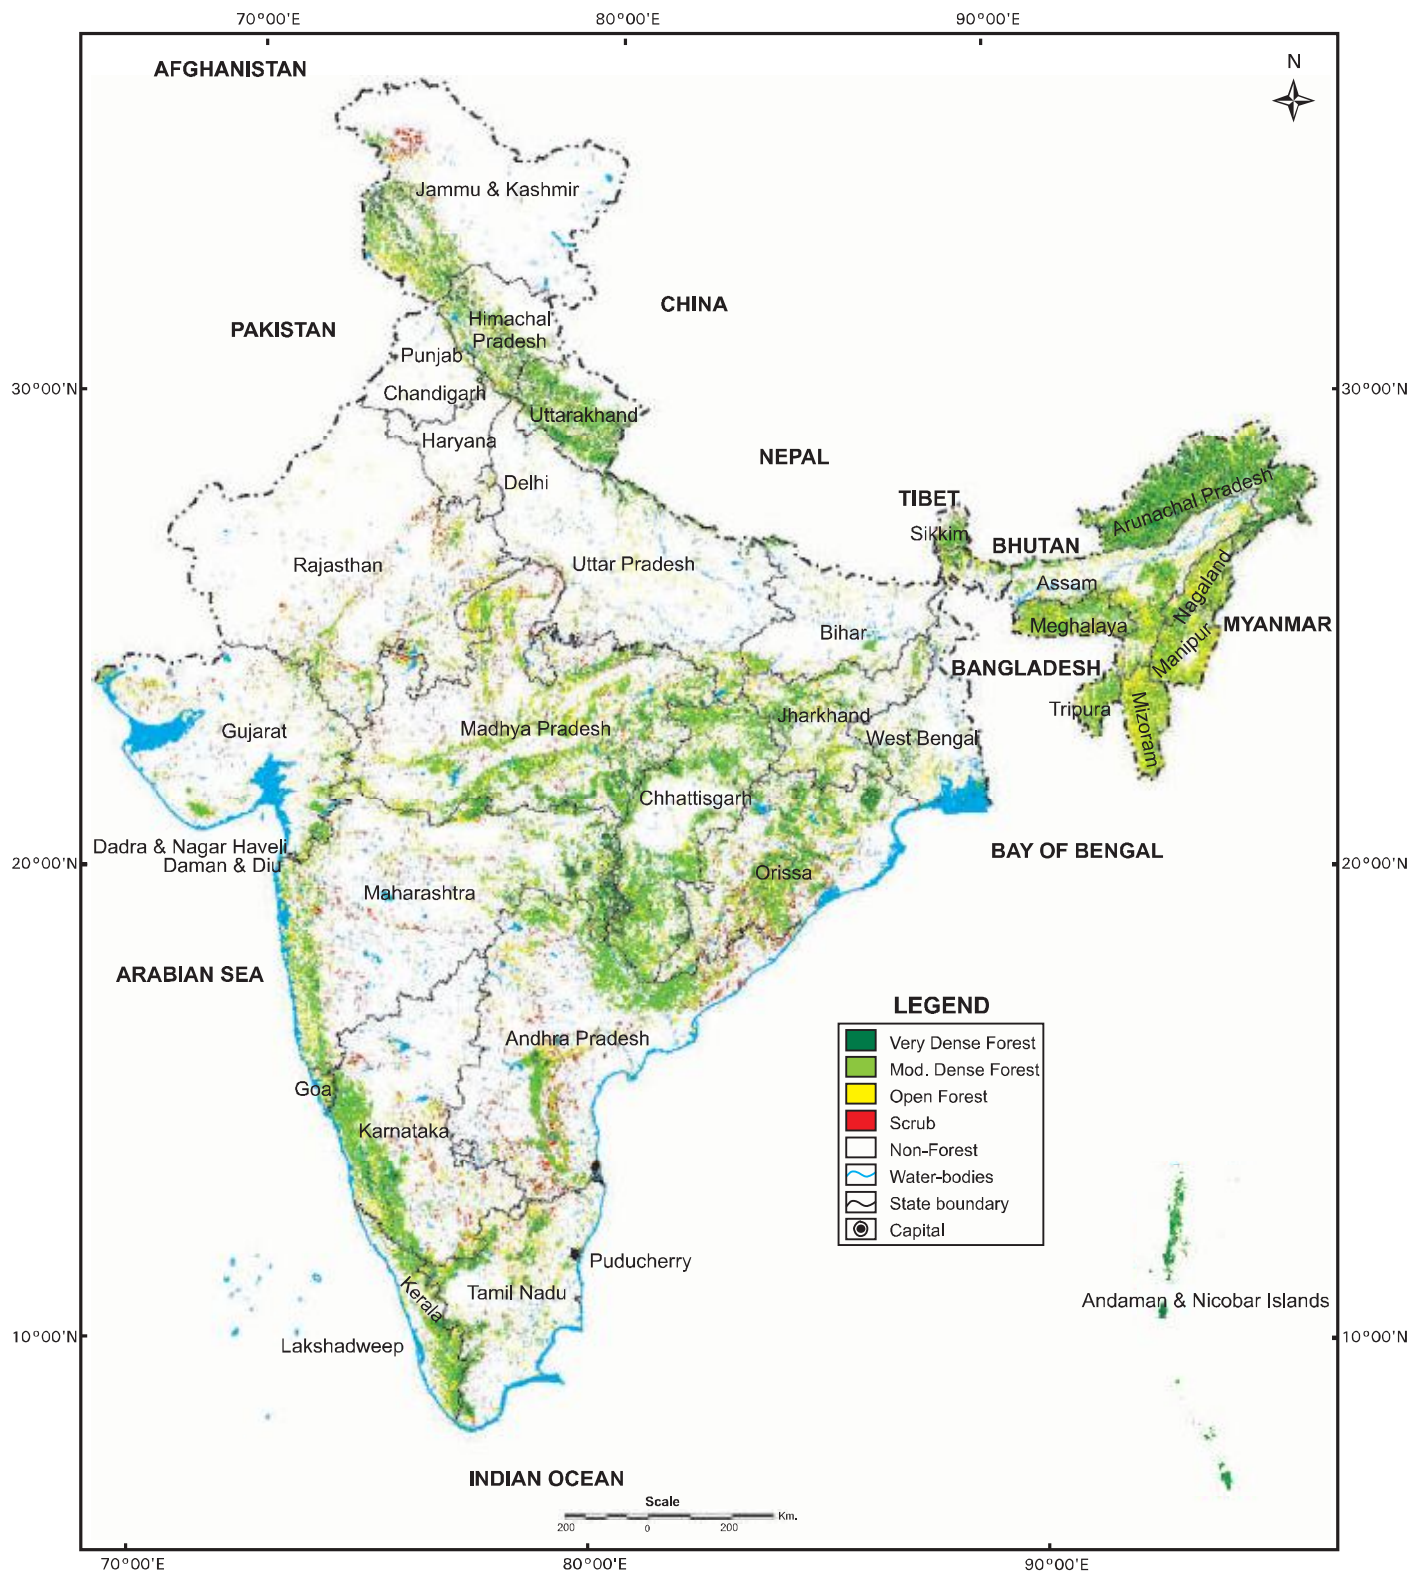 70°00'E
80°00'E
90°00'E
AFGHANISTAN
N
Jammu & Kashmir
CHINA
Himachal
Pradesh
PAKISTAN
Punjab
30°00'N
Chandigarh
30°00'N
Uttarakhand
Haryana
NEPAL
Delhi
TIBET
Arunachal Pradesh
Sikkim
BHUTAN
Rajasthan
Uttar Pradesh
Assam
Nagaland
Meghalaya
MYANMAR
Bihar
Manipur
BANGLADESH
Tripura
Mizoram
Jharkhand
Gujarat
Madhya Pradesh
West Bengal
Chhattisgarh
Dadra & Nagar Haveli
Daman & Diu
BAY OF BENGAL
20°00'N
20°00'N
Orissa
Maharashtra
ARABIAN SEA
LEGEND
Very Dense Forest
Mod. Dense Forest
Open Forest
Scrub
Non-Forest
Water-bodies
State boundary
Capital
Andhra Pradesh
Goa
Karnataka
Puducherry
Kerala
Tamil Nadu
Andaman & Nicobar Islands
10°00'N
10°00'N
Lakshadweep
INDIAN OCEAN
Scale
Km.
200 0 200
70°00'E
80°00'E
90°00'E